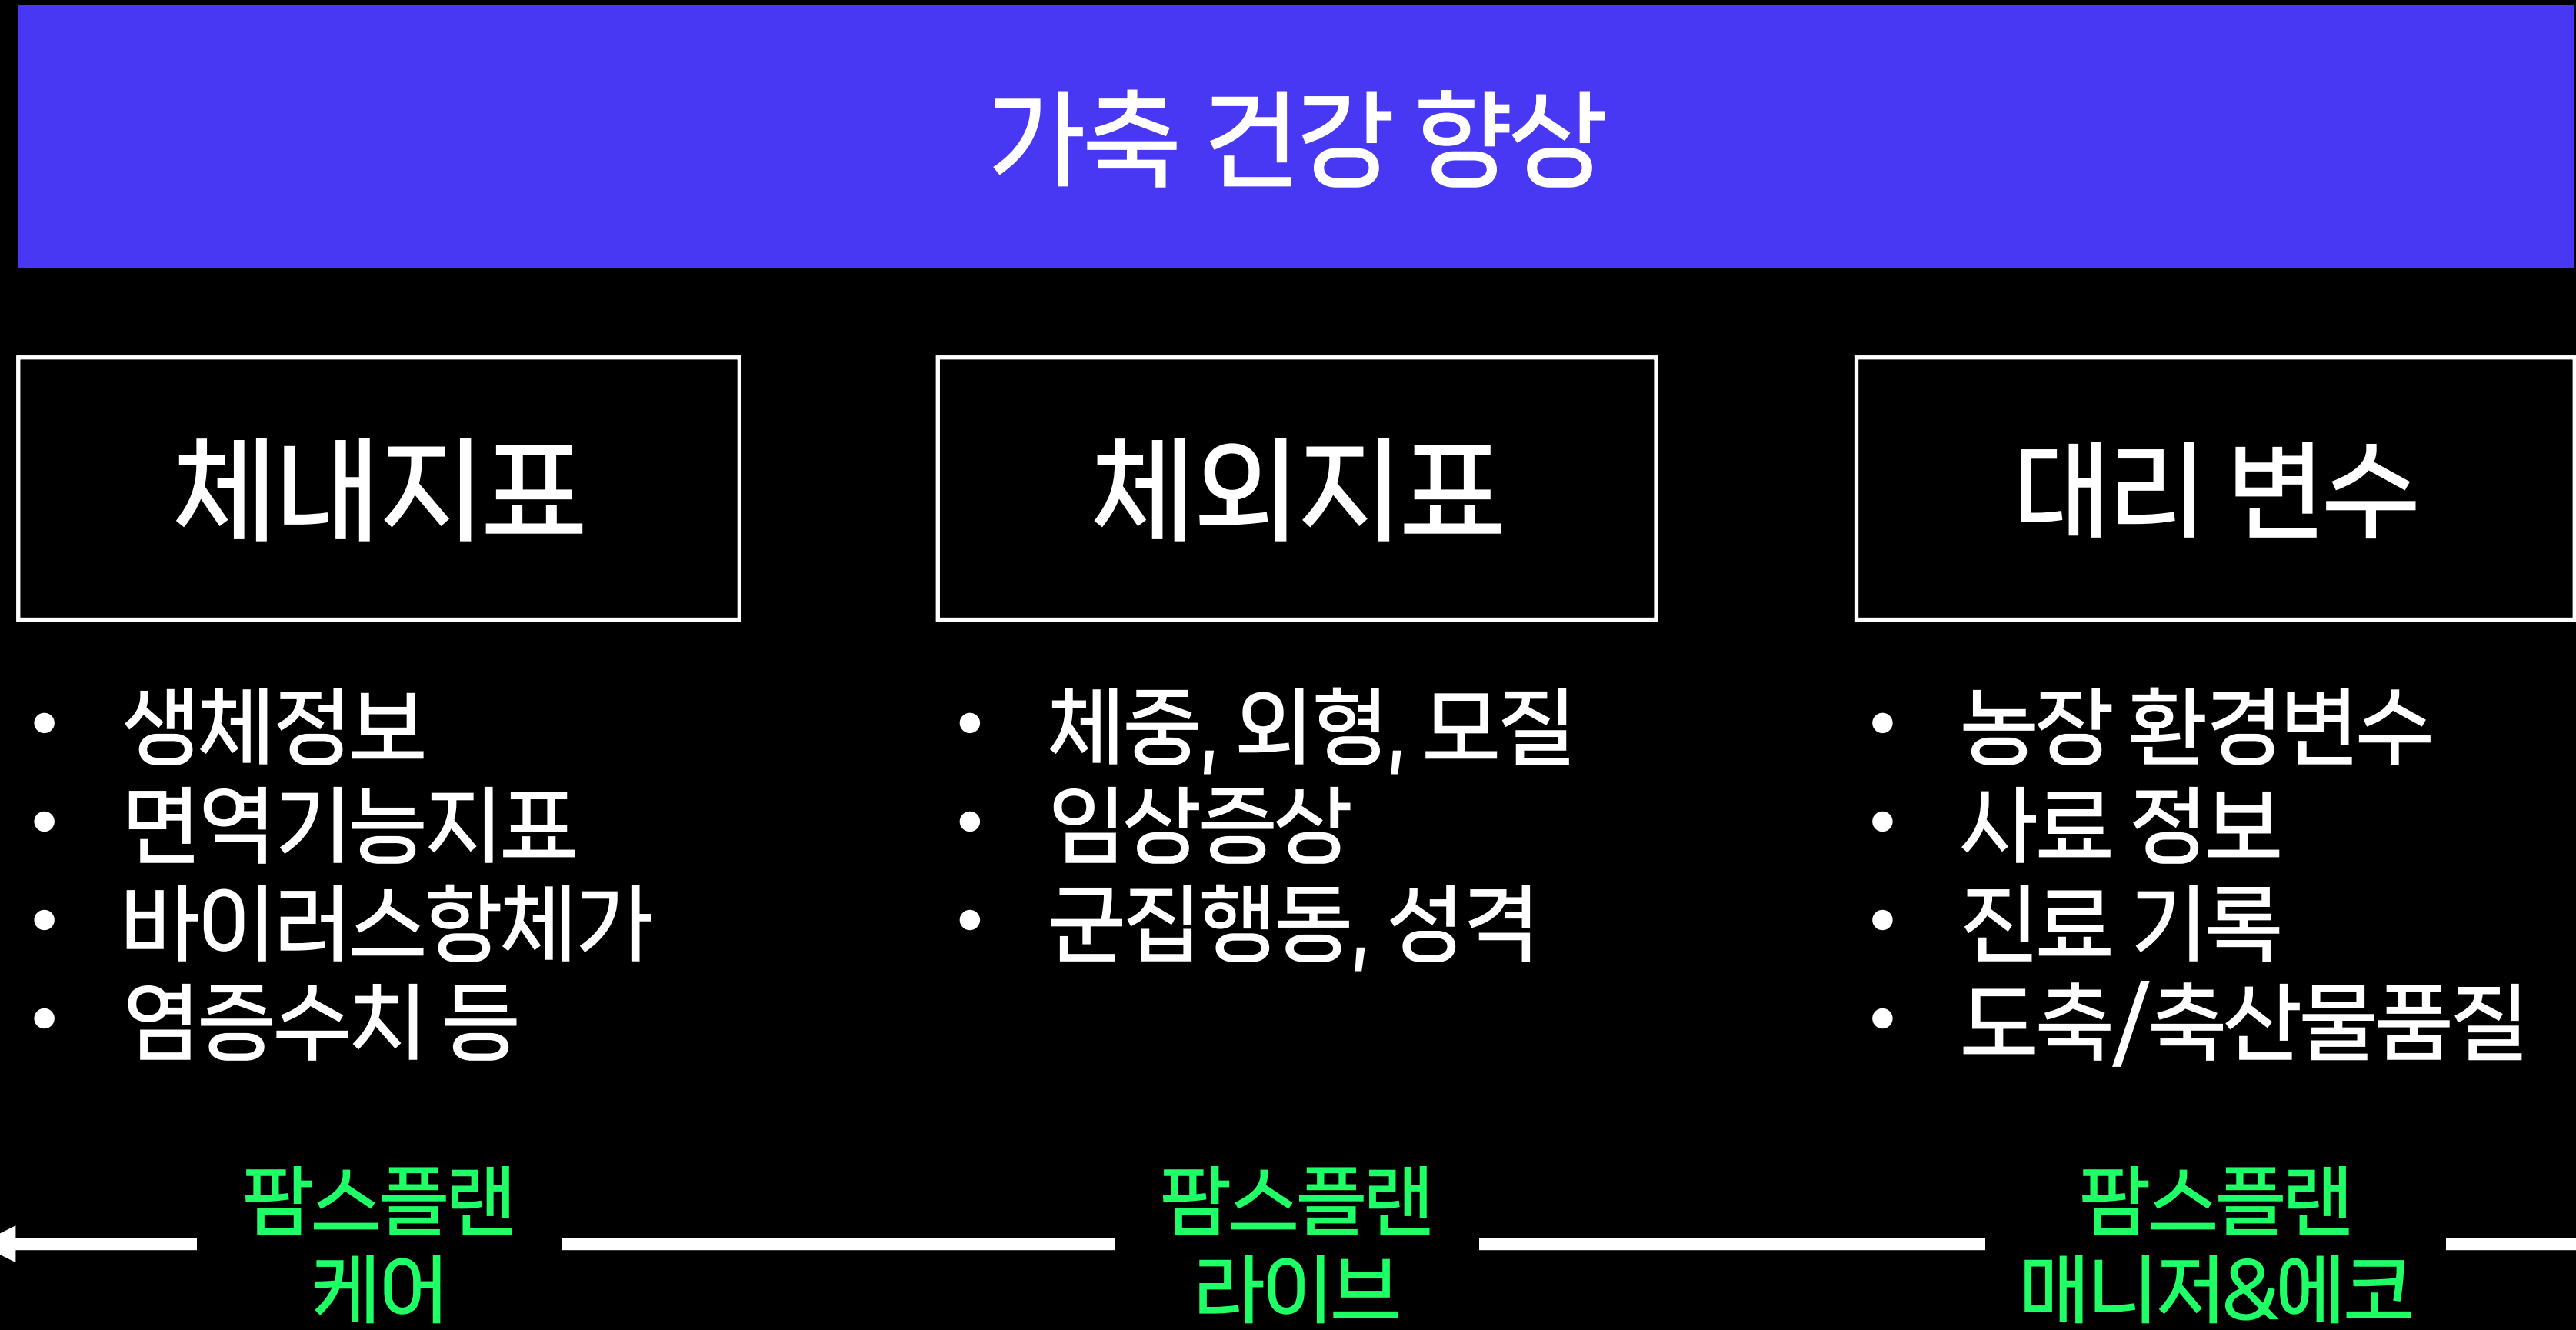 가축 건강 향상
체내지표
• 생체정보
• 면역기능지표
• 바이러스항체가
• 염증수치 등
팜스플랜
케어
체외지표
• 체중, 외형, 모질
• 임상증상
• 군집행동, 성격
팜스플랜
라이브
대리 변수
• 농장 환경변수
• 사료 정보
• 진료 기록
• 도축/축산물품질
팜스플랜
매니저&에코